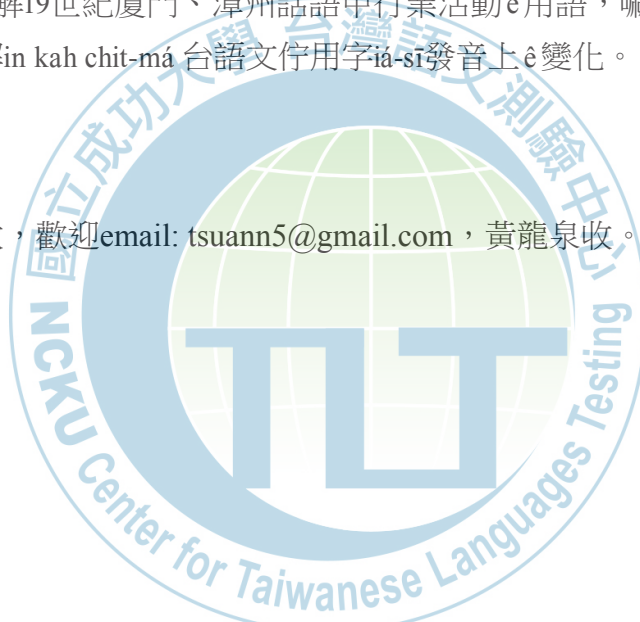 解19世紀廈門、漳州話語中行業活動ê用語，
in kah chit-má 台語文佇用字iá-sī發音上ê變化。
，歡迎email: tsuann5@gmail.com，黃龍泉收。
國立成功大學 台灣語文測驗中心
NCKU Center for Taiwanese Languages Testing
TLT